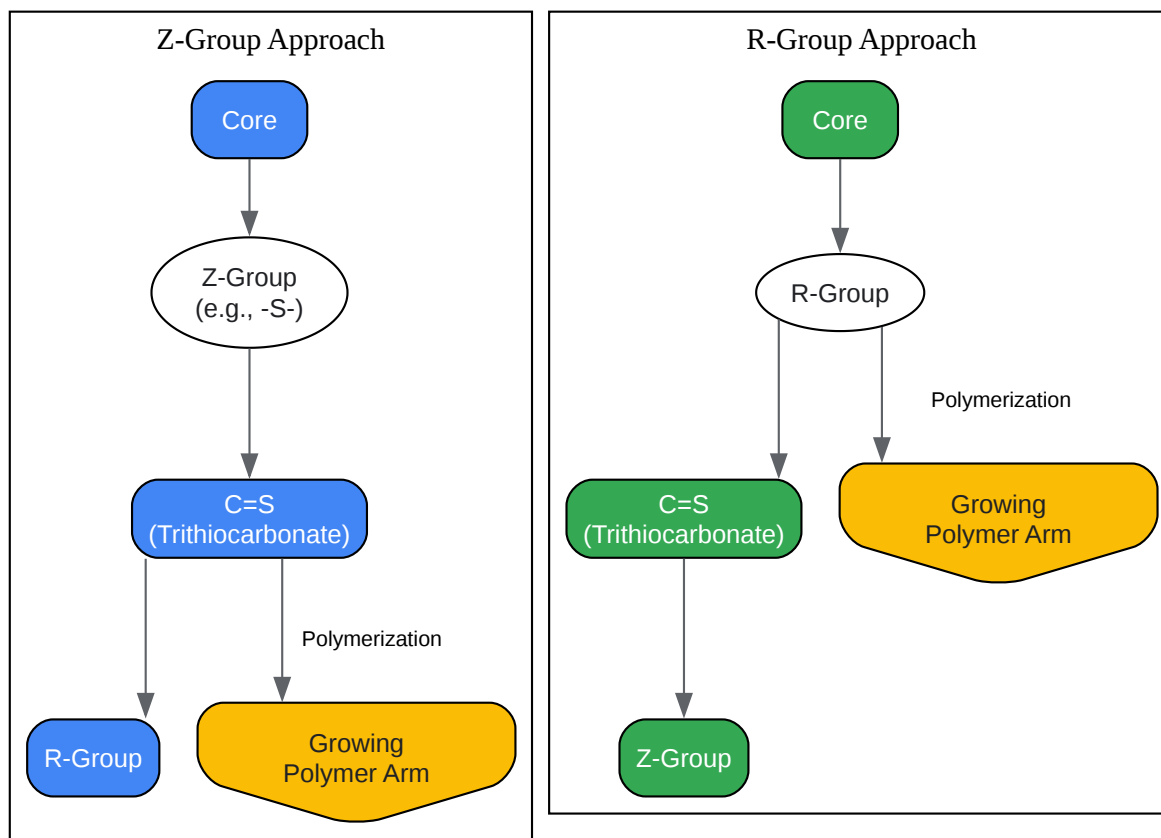 Z-Group Approach
Core
Z-Group
(e.g., -S-)
C=S
(Trithiocarbonate)
Polymerization
R-Group
Growing
Polymer Arm
R-Group Approach
Core
R-Group
Polymerization
C=S
(Trithiocarbonate)
Growing
Polymer Arm
Z-Group